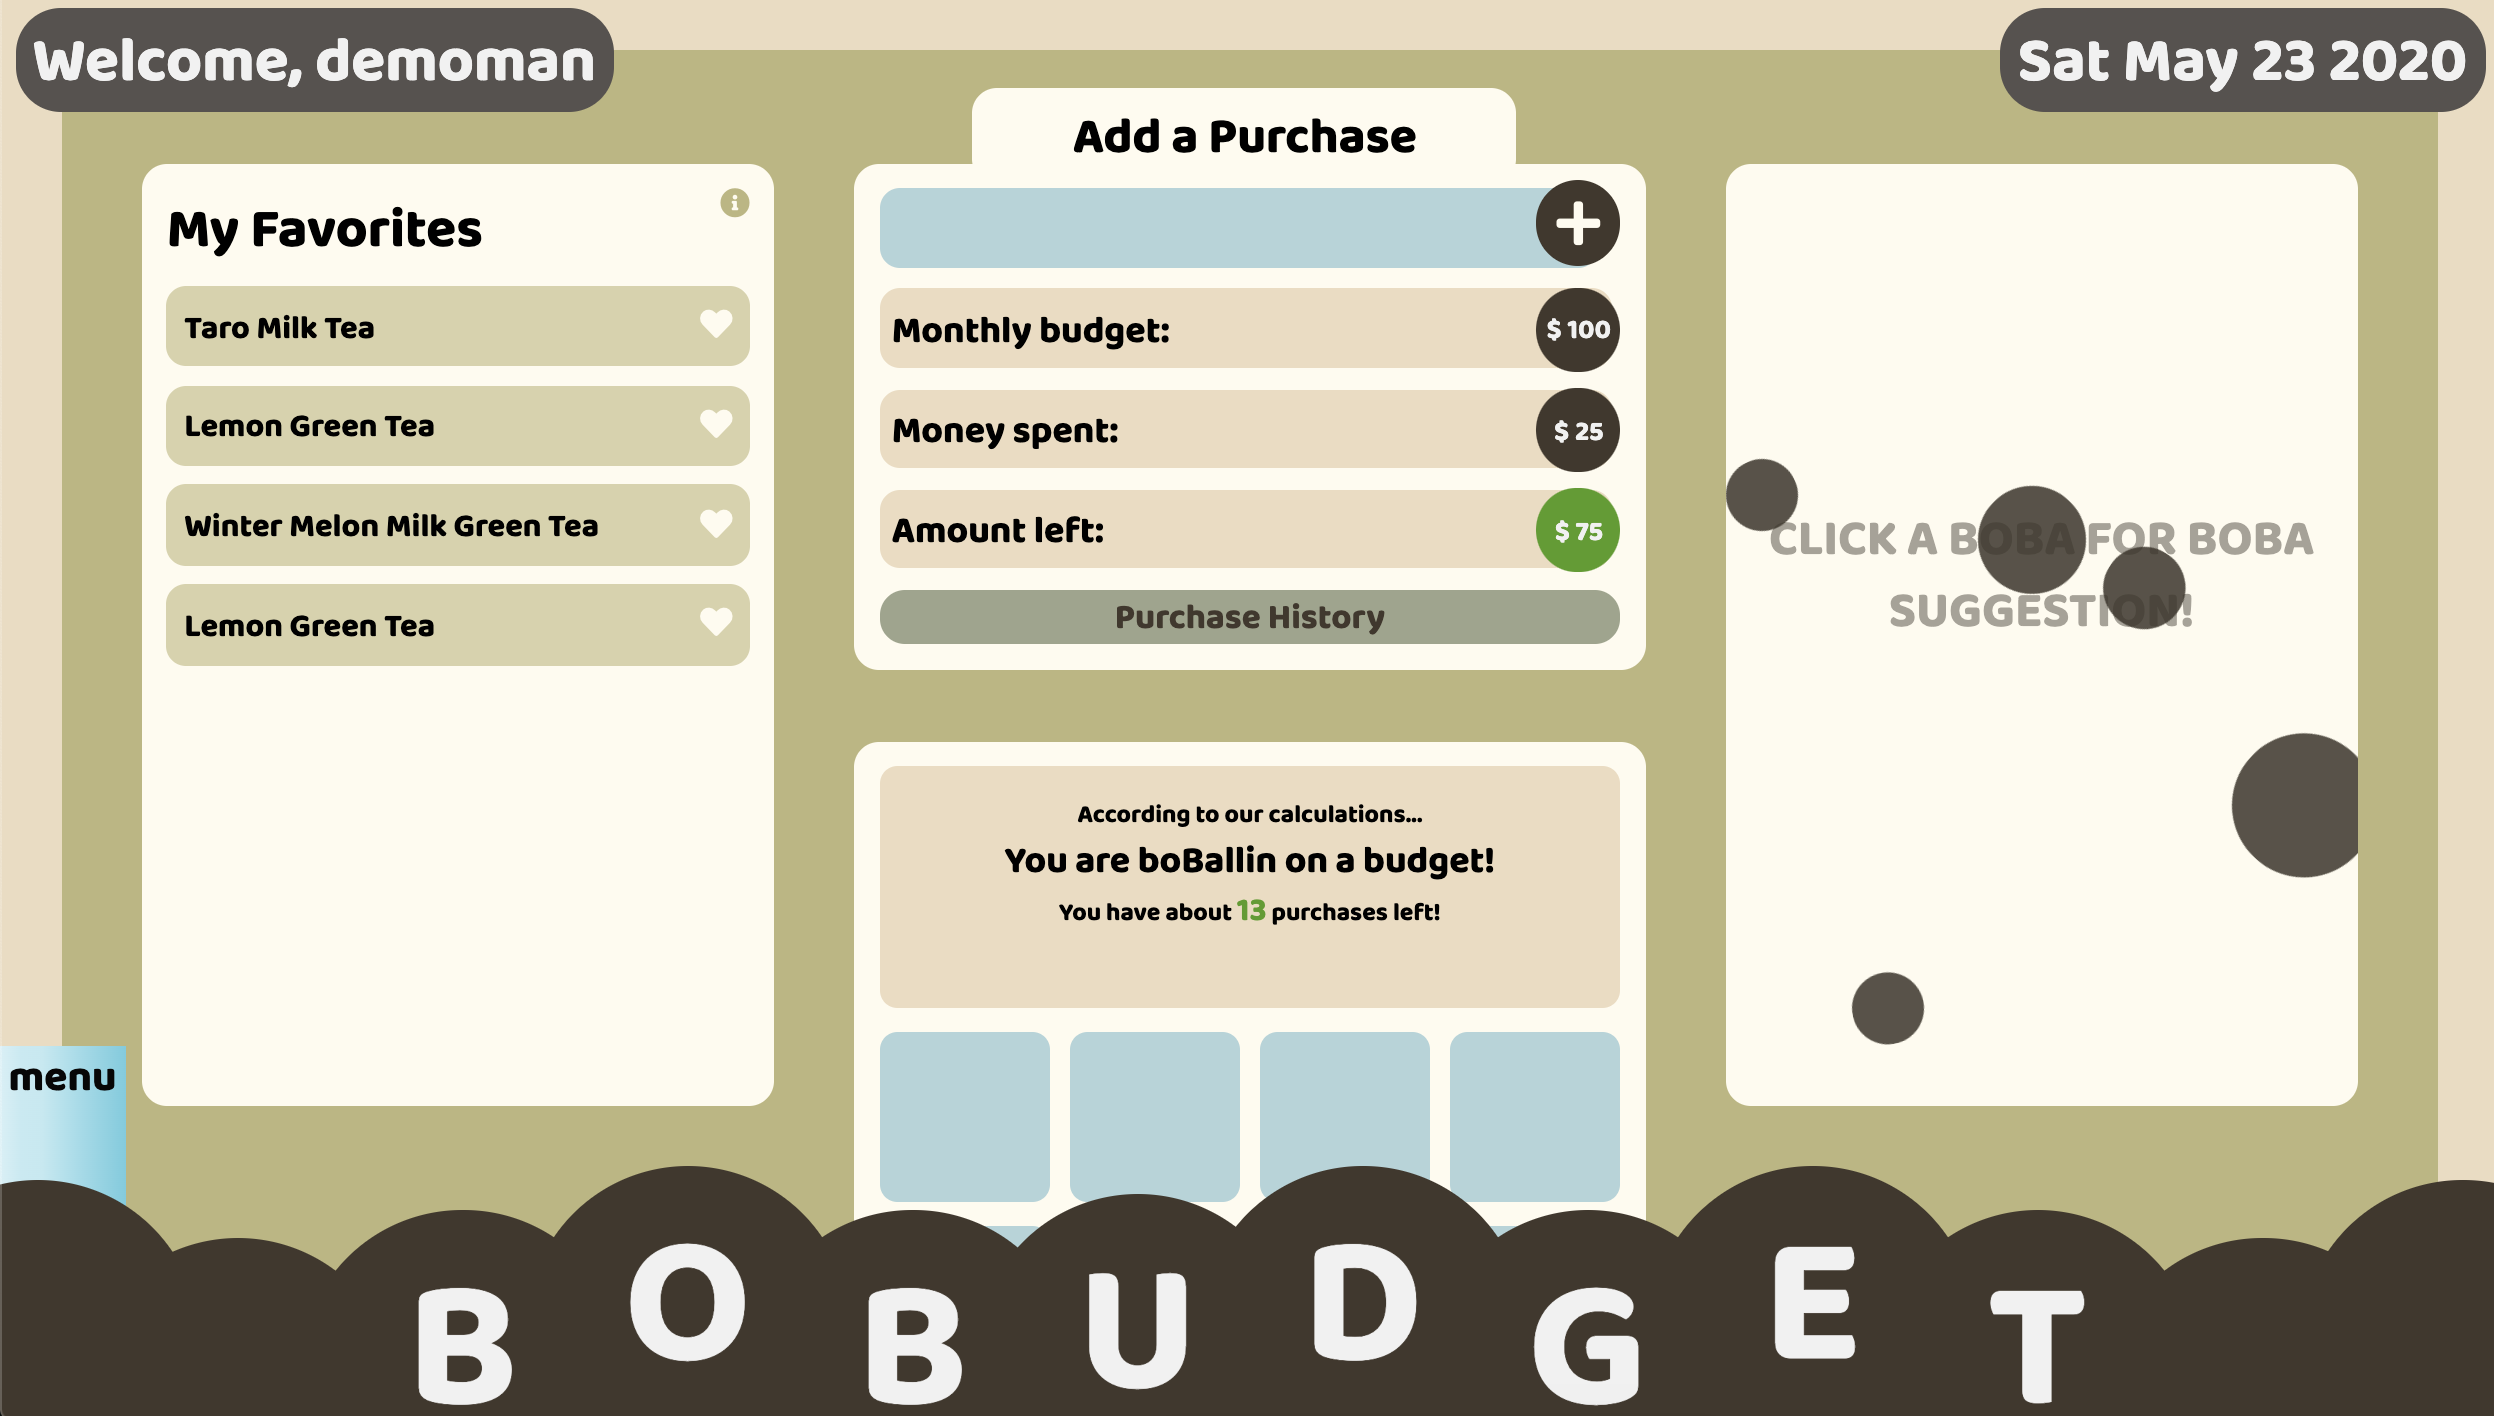 Welcome, demoman
Sat May 23 2020
Add a Purchase
My Favorites
Taro Milk Tea
Lemon Green Tea
Winter Melon Milk Green Tea
Lemon Green Tea
Monthly budget:
$ 100
Money spent:
$ 25
Amount left:
$ 75
Purchase History
According to our calculations...
You are boBallin on a budget!
You have about 13 purchases left!
CLICK A BOBA FOR BOBA
SUGGESTION!
menu
BOBUDGET